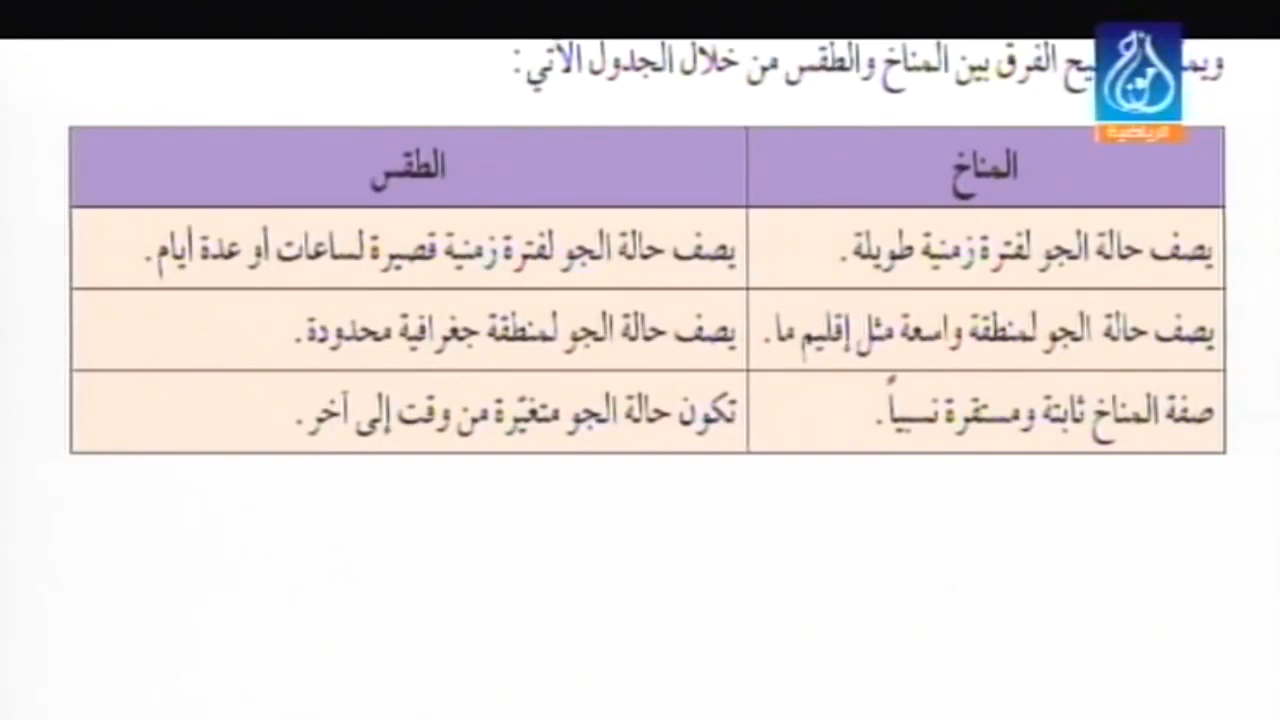 الفرق بين المناخ والطقس من خلال الجدول الآتي:
المناخ الطقس
يصف حالة الجو لفترة زمنية طويلة. يصف حالة الجو لفترة زمنية قصيرة لساعات أو عدة أيام.
يصف حالة الجو لمنطقة واسعة مثل إقليم ما. يصف حالة الجو لمنطقة جغرافية محدودة.
صفة المناخ ثابتة ومستقرة نسبياً. تكون حالة الجو متغيّرة من وقت إلى آخر.
الرياضية